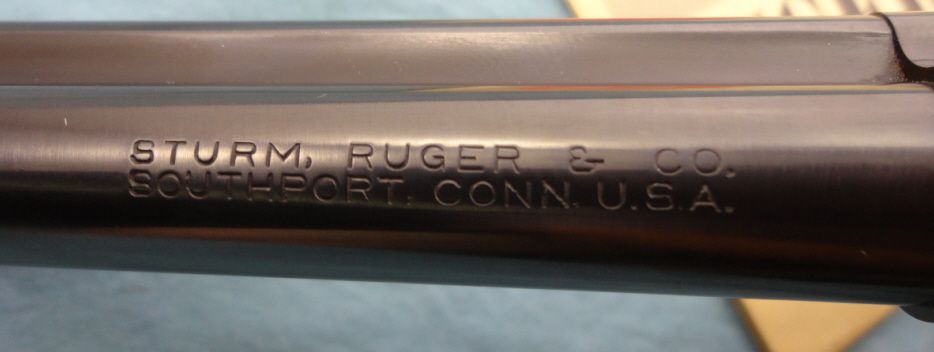 STURM, RUGER & CO.
SOUTHPORT, CONN. U.S.A.